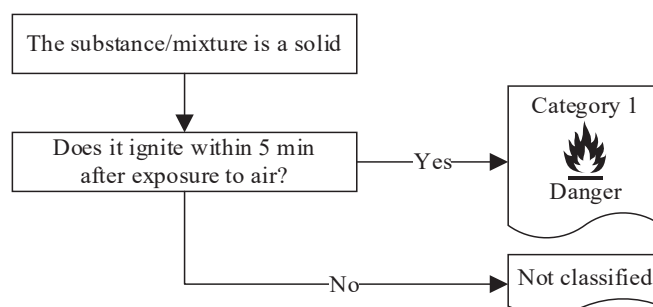 The substance/mixture is a solid
Does it ignite within 5 min
after exposure to air?
Yes
Category 1
Danger
No
Not classified